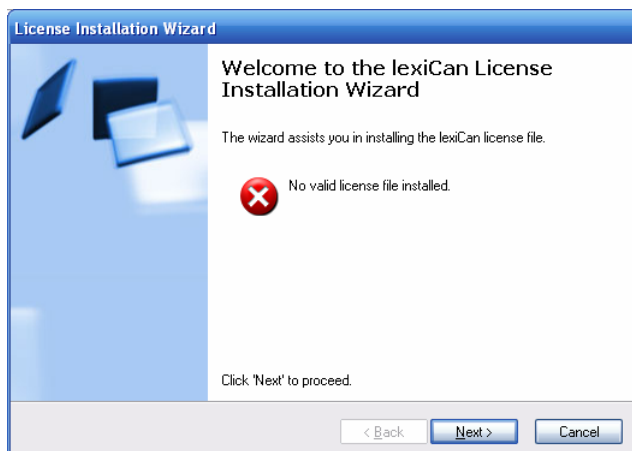 License Installation Wizard
Welcome to the lexiCan License
Installation Wizard
The wizard assists you in installing the lexiCan license file.
No valid license file installed.
Click 'Next' to proceed.
< Back
Next >
Cancel